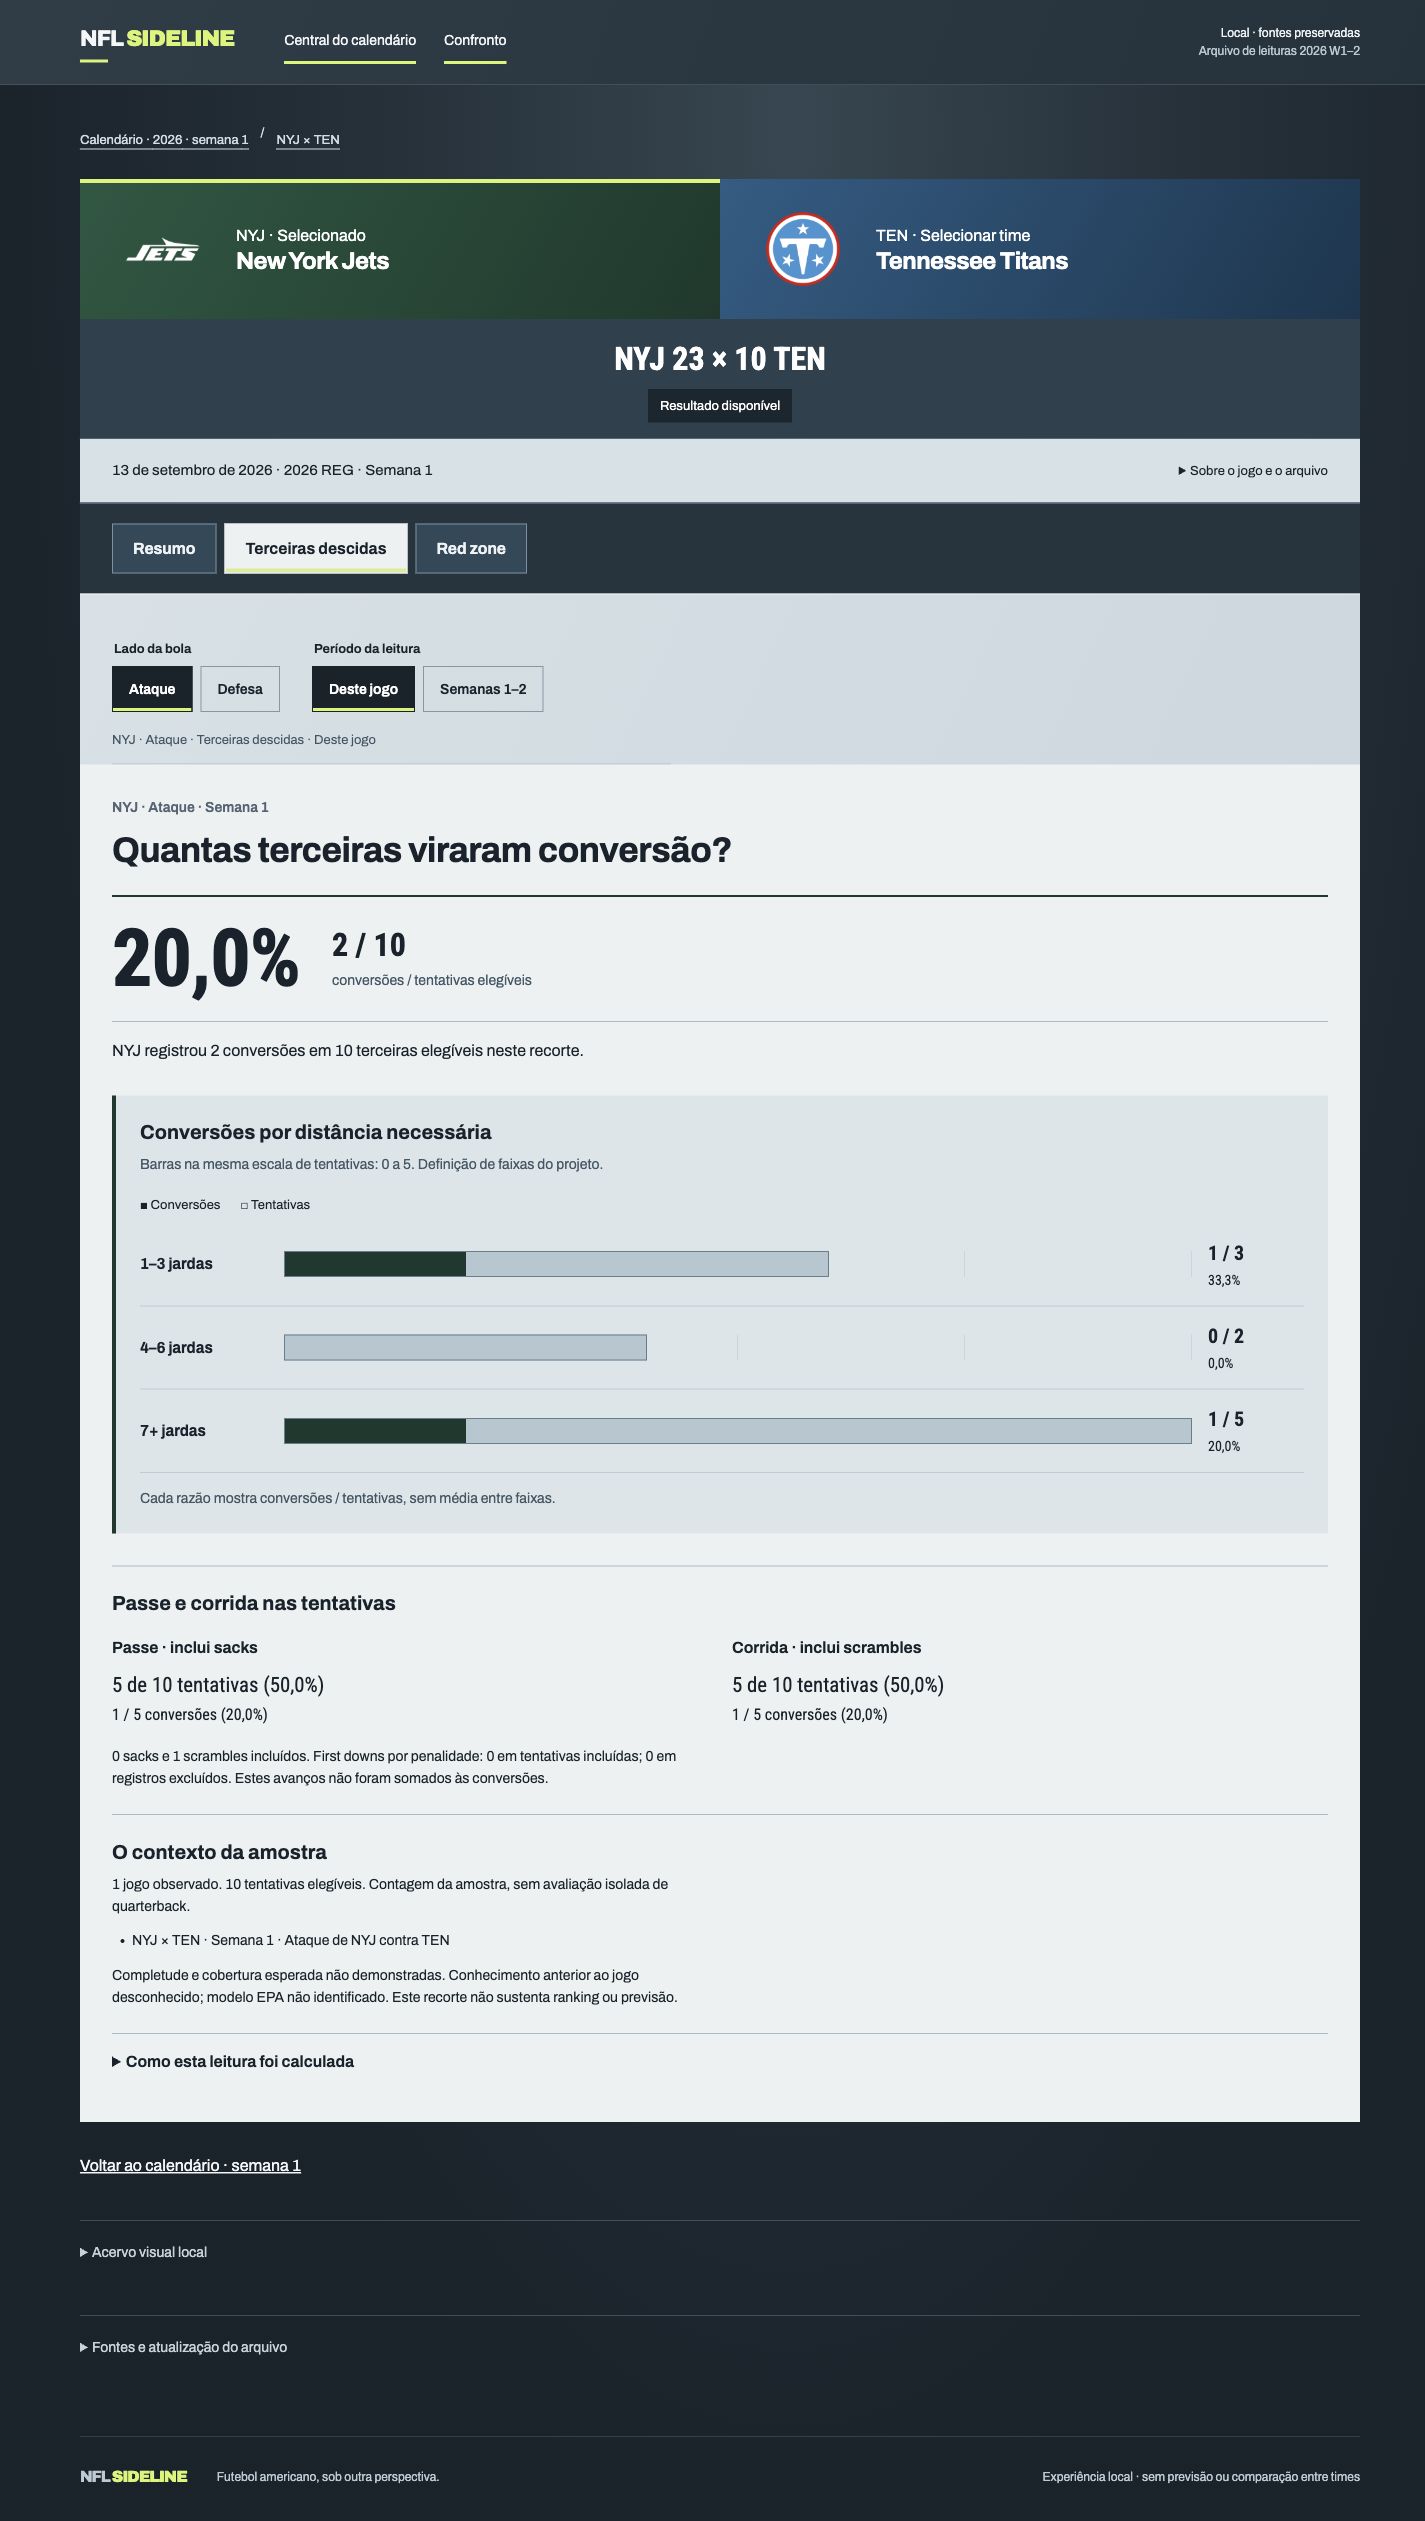 NFL SIDELINE
Central do calendário
Confronto
Local · fontes preservadas
Arquivo de leituras 2026 W1–2
Calendário · 2026 · semana 1 / NYJ × TEN
JETS
NYJ · Selecionado
New York Jets
T
TEN · Selecionar time
Tennessee Titans
NYJ 23 × 10 TEN
Resultado disponível
13 de setembro de 2026 · 2026 REG · Semana 1
▶ Sobre o jogo e o arquivo
Resumo
Terceiras descidas
Red zone
Lado da bola
Período da leitura
Ataque
Defesa
Deste jogo
Semanas 1–2
NYJ · Ataque · Terceiras descidas · Deste jogo
NYJ · Ataque · Semana 1
Quantas terceiras viraram conversão?
20,0%
2 / 10
conversões / tentativas elegíveis
NYJ registrou 2 conversões em 10 terceiras elegíveis neste recorte.
Conversões por distância necessária
Barras na mesma escala de tentativas: 0 a 5. Definição de faixas do projeto.
■ Conversões □ Tentativas
1–3 jardas
1 / 3
33,3%
4–6 jardas
0 / 2
0,0%
7+ jardas
1 / 5
20,0%
Cada razão mostra conversões / tentativas, sem média entre faixas.
Passe e corrida nas tentativas
Passe · inclui sacks
5 de 10 tentativas (50,0%)
1 / 5 conversões (20,0%)
Corrida · inclui scrambles
5 de 10 tentativas (50,0%)
1 / 5 conversões (20,0%)
0 sacks e 1 scrambles incluídos. First downs por penalidade: 0 em tentativas incluídas; 0 em
registros excluídos. Estes avanços não foram somados às conversões.
O contexto da amostra
1 jogo observado. 10 tentativas elegíveis. Contagem da amostra, sem avaliação isolada de
quarterback.
• NYJ × TEN · Semana 1 · Ataque de NYJ contra TEN
Completude e cobertura esperada não demonstradas. Conhecimento anterior ao jogo
desconhecido; modelo EPA não identificado. Este recorte não sustenta ranking ou previsão.
▶ Como esta leitura foi calculada
Voltar ao calendário · semana 1
▶ Acervo visual local
▶ Fontes e atualização do arquivo
NFL SIDELINE
Futebol americano, sob outra perspectiva.
Experiência local · sem previsão ou comparação entre times